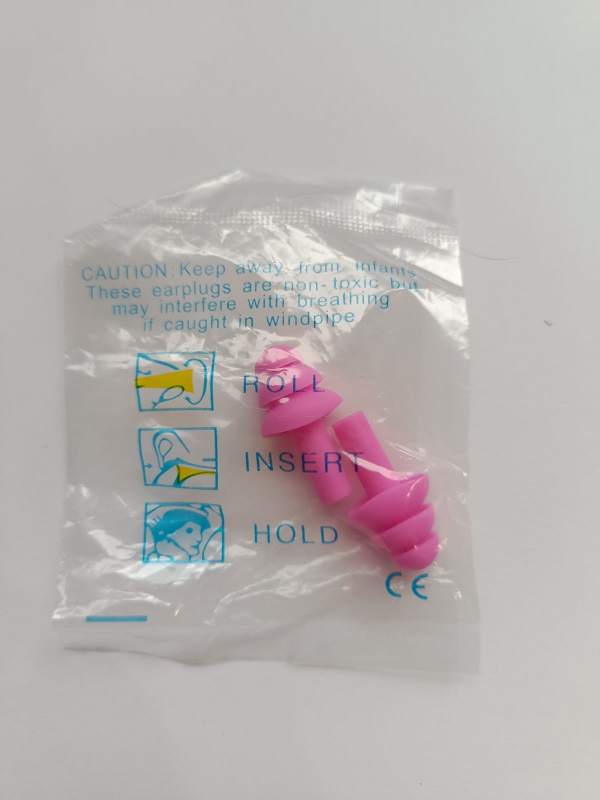 CAUTION: Keep away from Infants
These earplugs are non-toxic but
may interfere with breathing
if caught in windpipe
ROLL
INSERT
HOLD
CE